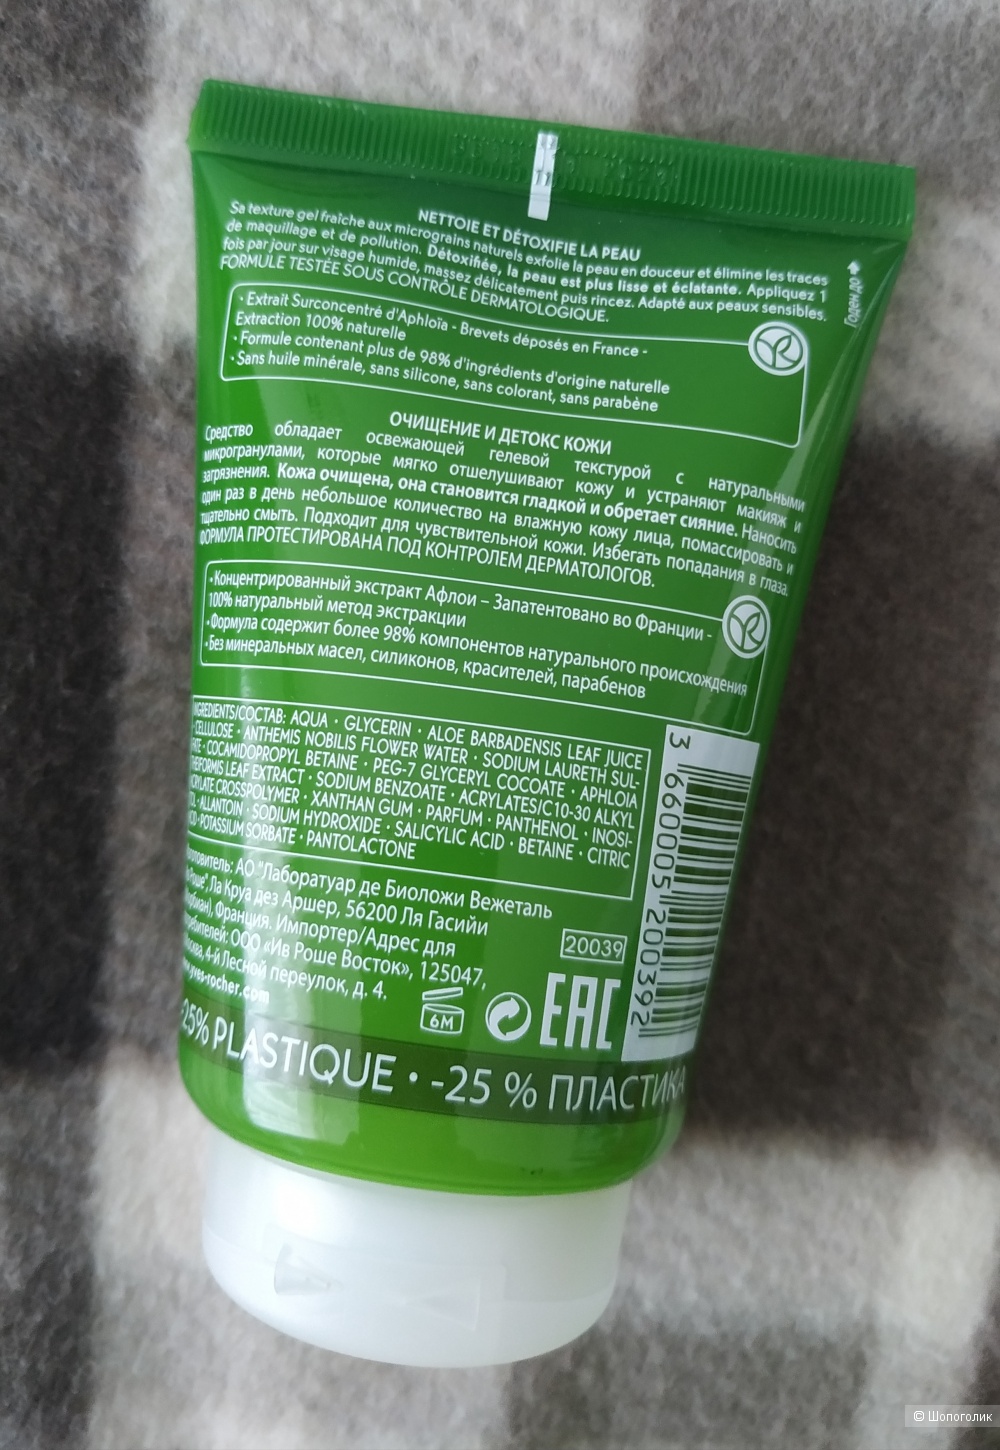 NETTOIE ET DÉTOXIFIE LA PEAU
Sa texture gel fraîche aux micrograins naturels exfolie la peau en douceur et élimine les traces
de maquillage et de pollution. Détoxifiée, la peau est plus lisse et éclatante. Appliquez 1
fois par jour sur visage humide, massez délicatement puis rincez. Adapté aux peaux sensibles.
FORMULE TESTÉE SOUS CONTRÔLE DERMATOLOGIQUE.
Годен до
• Extrait Surconcentré d'Aphloïa - Brevets déposés en France -
Extraction 100% naturelle
• Formule contenant plus de 98% d'ingrédients d'origine naturelle
• Sans huile minérale, sans silicone, sans colorant, sans parabène
YR
ОЧИЩЕНИЕ И ДЕТОКС КОЖИ
Средство обладает освежающей гелевой текстурой с натуральными
микрогранулами, которые мягко отшелушивают кожу и устраняют макияж и
загрязнения. Кожа очищена, она становится гладкой и обретает сияние. Наносить
один раз в день небольшое количество на влажную кожу лица, помассировать и
тщательно смыть. Подходит для чувствительной кожи. Избегать попадания в глаза.
ФОРМУЛА ПРОТЕСТИРОВАНА ПОД КОНТРОЛЕМ ДЕРМАТОЛОГОВ.
• Концентрированный экстракт Афлои – Запатентовано во Франции -
100% натуральный метод экстракции
• Формула содержит более 98% компонентов натурального происхождения
• Без минеральных масел, силиконов, красителей, парабенов
YR
INGREDIENTS/СОСТАВ: AQUA • GLYCERIN • ALOE BARBADENSIS LEAF JUICE
CELLULOSE • ANTHEMIS NOBILIS FLOWER WATER • SODIUM LAURETH SUL-
FATE • COCAMIDOPROPYL BETAINE • PEG-7 GLYCERYL COCOATE • APHLOIA
THEIFORMIS LEAF EXTRACT • SODIUM BENZOATE • ACRYLATES/C10-30 ALKYL
ACRYLATE CROSSPOLYMER • XANTHAN GUM • PARFUM • PANTHENOL • INOSI-
TOL • ALLANTOIN • SODIUM HYDROXIDE • SALICYLIC ACID • BETAINE • CITRIC
ACID • POTASSIUM SORBATE • PANTOLACTONE
Изготовитель: АО "Лаборатуар де Биоложи Вежеталь
Ив Роше", Ла Круа дез Аршер, 56200 Ля Гасийи
Франция. Импортер/Адрес для
потребителей: ООО «Ив Роше Восток», 125047,
Москва, 4-й Лесной переулок, д. 4.
www.yves-rocher.com
20039
6M
EAC
3 660005 200392
-25% PLASTIQUE • -25 % ПЛАСТИКА
© Шопоголик